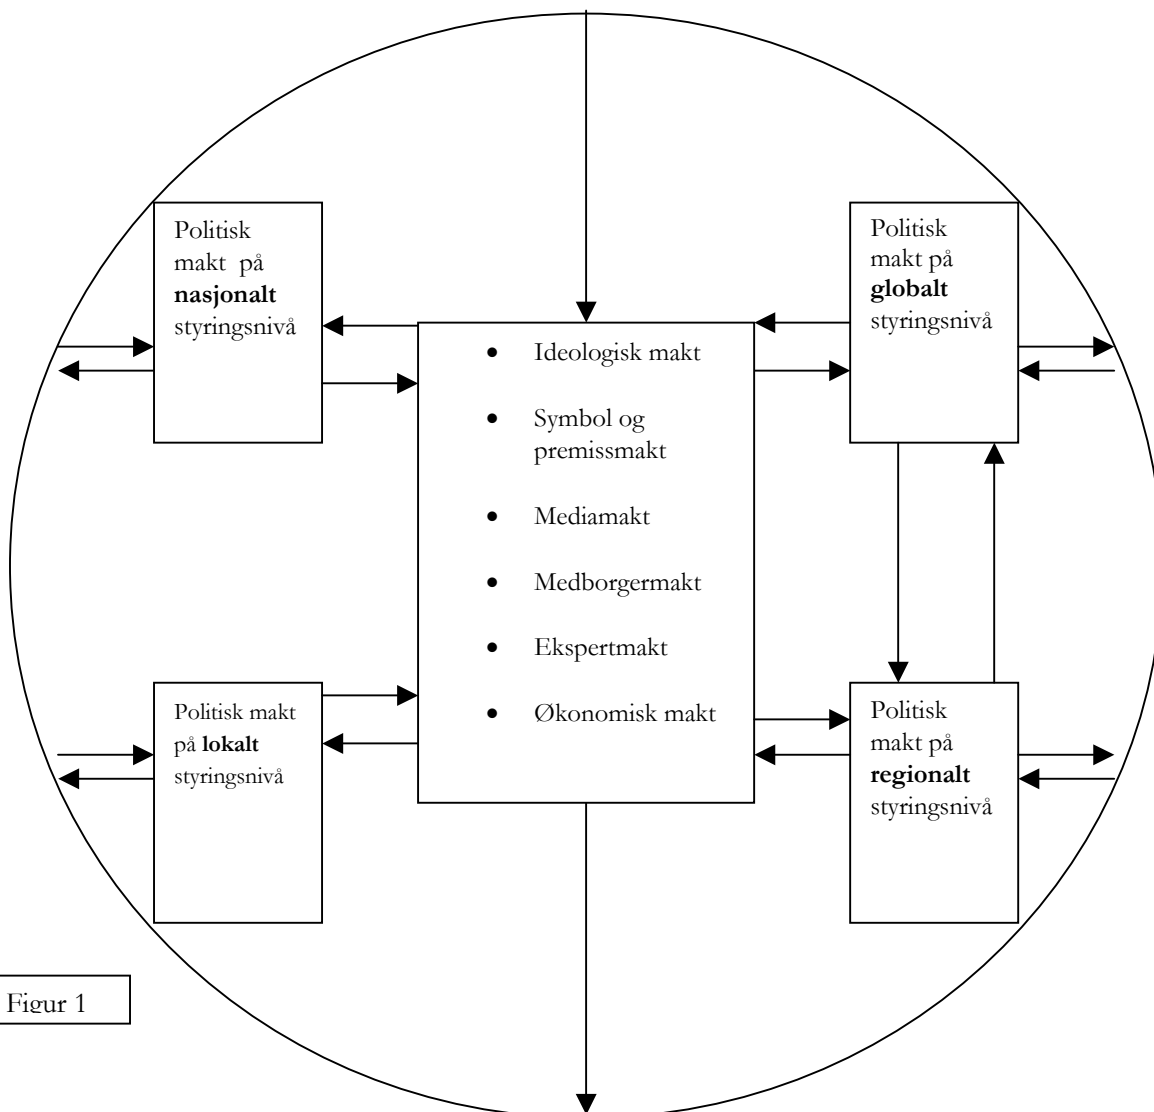 Politisk
makt på
nasjonalt
styringsnivå
Politisk
makt på
globalt
styringsnivå
• Ideologisk makt
• Symbol og
premissmakt
• Mediamakt
• Medborgermakt
• Ekspertmakt
• Økonomisk makt
Politisk makt
på lokalt
styringsnivå
Politisk
makt på
regionalt
styringsnivå
Figur 1